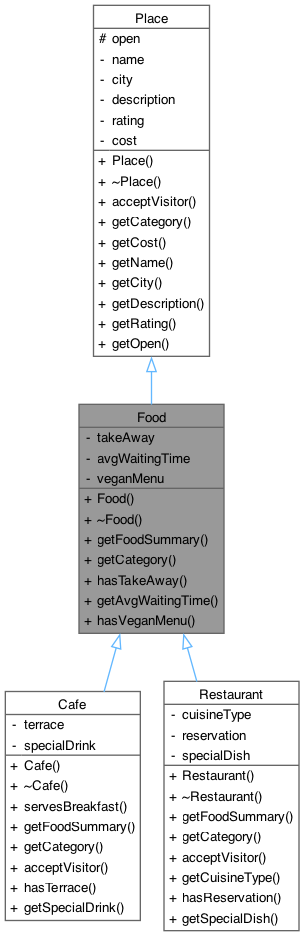 Place
# open
- name
- city
- description
- rating
- cost
+ Place()
+ ~Place()
+ acceptVisitor()
+ getCategory()
+ getCost()
+ getName()
+ getCity()
+ getDescription()
+ getRating()
+ getOpen()
Food
- takeAway
- avgWaitingTime
- veganMenu
+ Food()
+ ~Food()
+ getFoodSummary()
+ getCategory()
+ hasTakeAway()
+ getAvgWaitingTime()
+ hasVeganMenu()
Cafe
- terrace
- specialDrink
+ Cafe()
+ ~Cafe()
+ servesBreakfast()
+ getFoodSummary()
+ getCategory()
+ acceptVisitor()
+ hasTerrace()
+ getSpecialDrink()
Restaurant
- cuisineType
- reservation
- specialDish
+ Restaurant()
+ ~Restaurant()
+ getFoodSummary()
+ getCategory()
+ acceptVisitor()
+ getCuisineType()
+ hasReservation()
+ getSpecialDish()